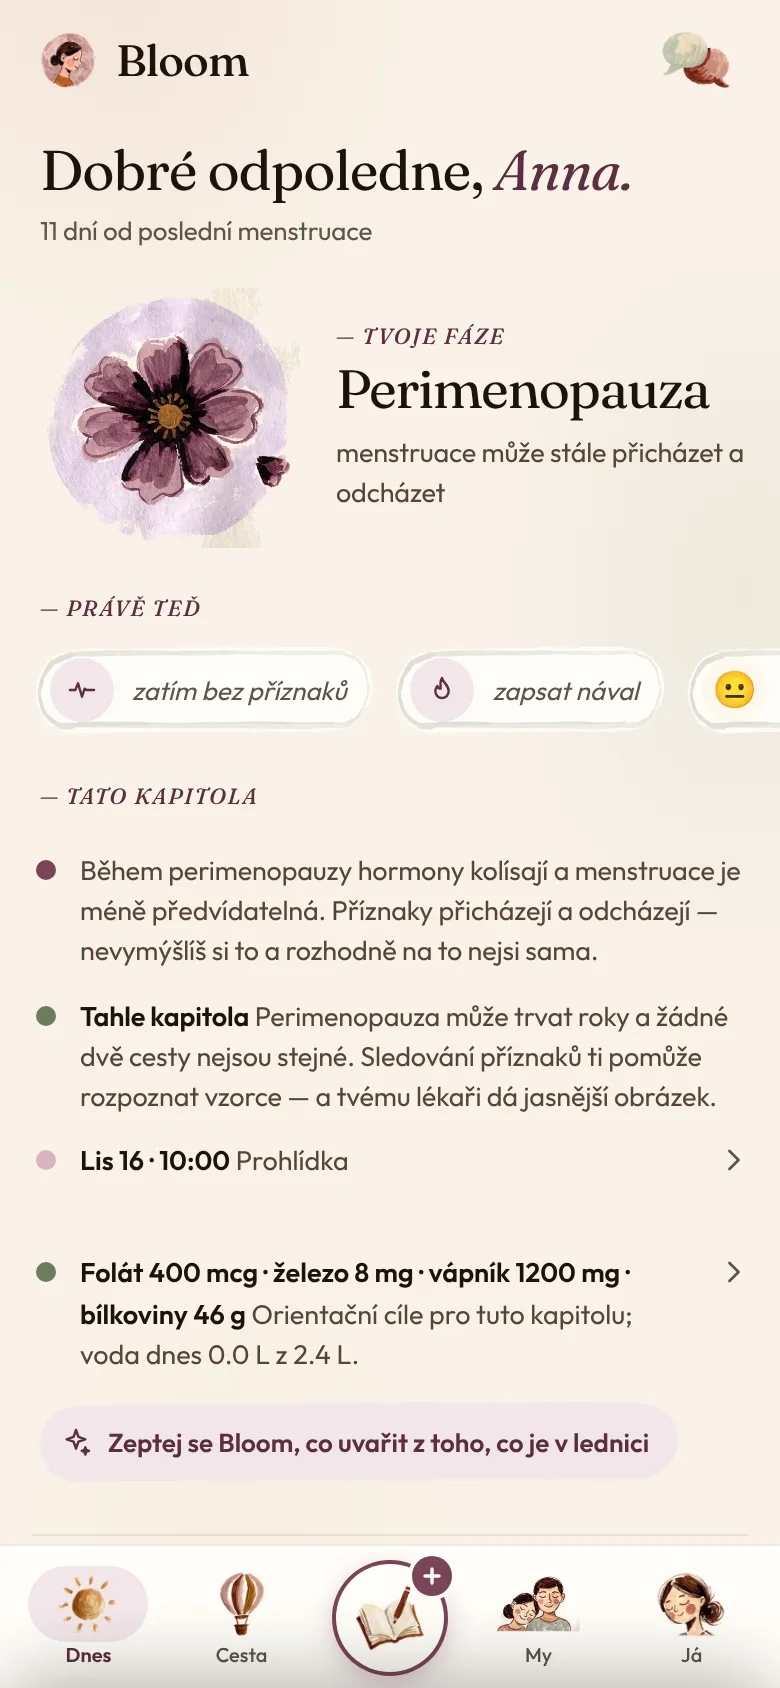 Bloom
Dobré odpoledne, Anna.
11 dní od poslední menstruace
— TVOJE FÁZE
Perimenopauza
menstruace může stále přicházet a
odcházet
— PRÁVĚ TEĎ
zatím bez příznaků
zapsat nával
— TATO KAPITOLA
Během perimenopauzy hormony kolísají a menstruace je
méně předvídatelná. Příznaky přicházejí a odcházejí —
nevymýšlíš si to a rozhodně na to nejsi sama.
Tahle kapitola Perimenopauza může trvat roky a žádné
dvě cesty nejsou stejné. Sledování příznaků ti pomůže
rozpoznat vzorce — a tvému lékaři dá jasnější obrázek.
Lis 16 · 10:00 Prohlídka
Folát 400 mcg · železo 8 mg · vápník 1200 mg ·
bílkoviny 46 g Orientační cíle pro tuto kapitolu;
voda dnes 0.0 L z 2.4 L.
Zeptej se Bloom, co uvařit z toho, co je v lednici
Dnes
Cesta
My
Já